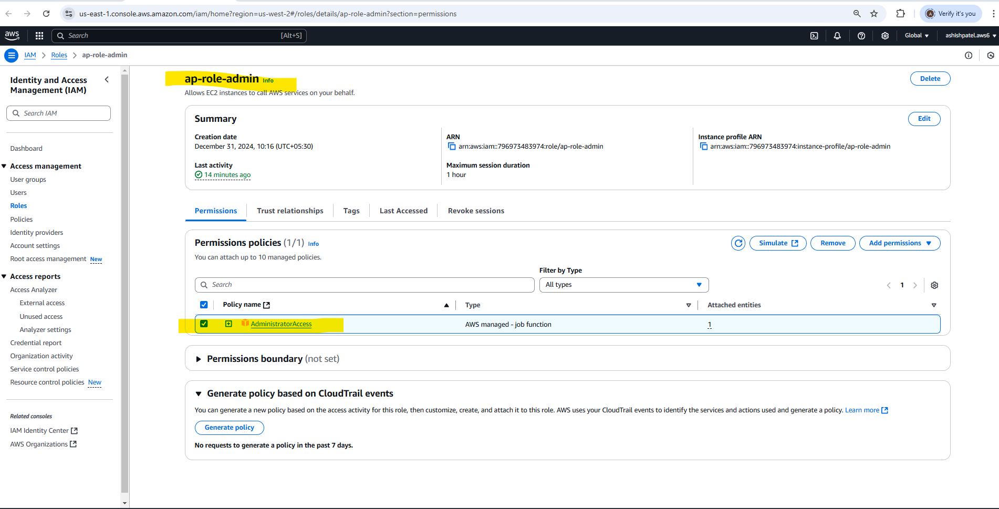 us-east-1.console.aws.amazon.com/iam/home?region=us-west-2#/roles/details/ap-role-admin?section=permissions
Verify it's you
aws
Search
[Alt+S]
Global
ashishpatel.aws6
IAM
Roles
ap-role-admin
Identity and Access
Management (IAM)
Search IAM
Dashboard
Access management
User groups
Users
Roles
Policies
Identity providers
Account settings
Root access management New
Access reports
Access Analyzer
External access
Unused access
Analyzer settings
Credential report
Organization activity
Service control policies
Resource control policies New
Related consoles
IAM Identity Center
AWS Organizations
ap-role-admin Info
Delete
Allows EC2 instances to call AWS services on your behalf.
Summary
Edit
Creation date
December 31, 2024, 10:16 (UTC+05:30)
Last activity
14 minutes ago
ARN
arn:aws:iam::796973483974:role/ap-role-admin
Maximum session duration
1 hour
Instance profile ARN
arn:aws:iam::796973483974:instance-profile/ap-role-admin
Permissions
Trust relationships
Tags
Last Accessed
Revoke sessions
Permissions policies (1/1) Info
Simulate
Remove
Add permissions
You can attach up to 10 managed policies.
Filter by Type
Search
All types
1
Policy name
Type
Attached entities
AdministratorAccess
AWS managed - job function
1
Permissions boundary (not set)
Generate policy based on CloudTrail events
You can generate a new policy based on the access activity for this role, then customize, create, and attach it to this role. AWS uses your CloudTrail events to identify the services and actions used and generate a policy. Learn more
Generate policy
No requests to generate a policy in the past 7 days.